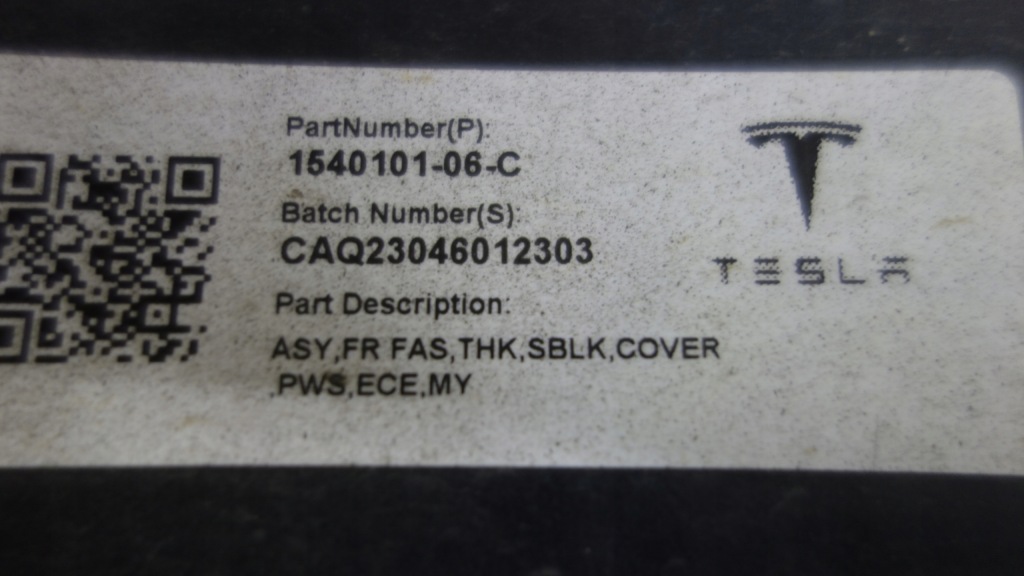 PartNumber(P):
1540101-06-C
Batch Number(S):
CAQ23046012303
Part Description:
ASY,FR FAS,THK,SBLK,COVER
,PWS,ECE,MY
TESLA